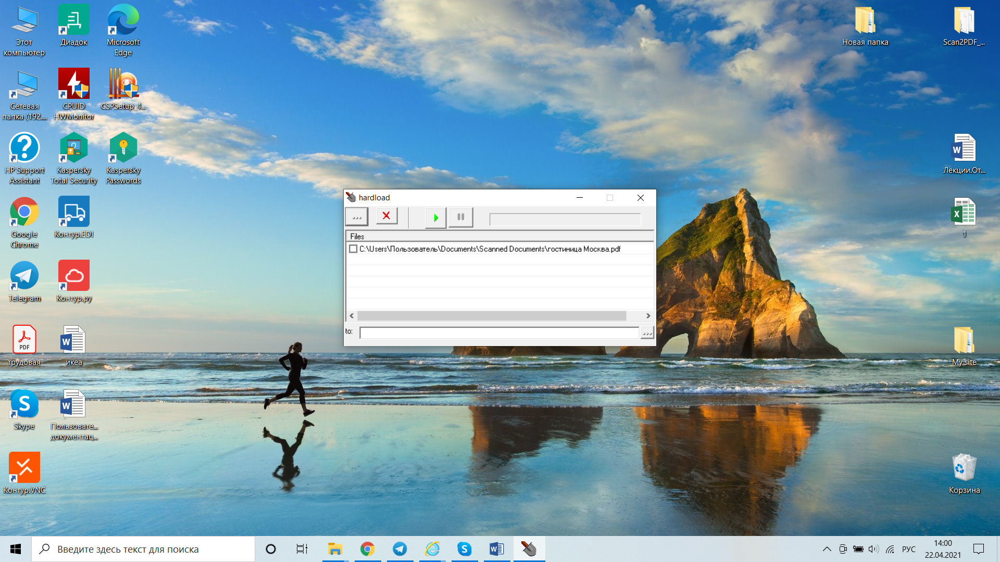 Этот
компьютер
Диадок
Microsoft
Edge
Сетевая
папка (192....
CPUID
HWMonitor
CSPSetup_4...
HP Support
Assistant
Kaspersky
Total Security
Kaspersky
Passwords
Google
Chrome
Контур.EDI
Telegram
Контур.ру
PDF
трудовая
W
икеа
S
Skype
W
Пользовате...
документац...
Контур.VNC
Новая папка
Scan2PDF_...
W
Лекции.От...
X
1
My site
Корзина
hardload
...
Files
C:\Users\Пользователь\Documents\Scanned Documents\гостиница Москва.pdf
to:
...
Введите здесь текст для поиска
S
W
РУС
14:00
22.04.2021